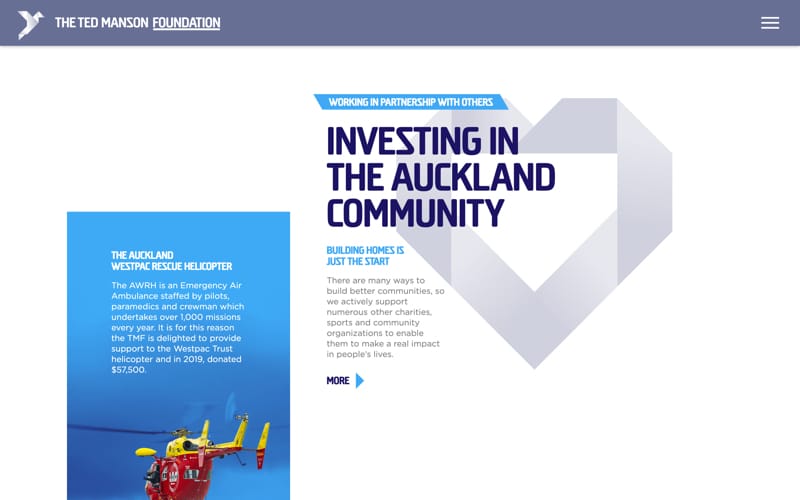 THE TED MANSON FOUNDATION
WORKING IN PARTNERSHIP WITH OTHERS
INVESTING IN
THE AUCKLAND
COMMUNITY
BUILDING HOMES IS
JUST THE START
There are many ways to
build better communities, so
we actively support
numerous other charities,
sports and community
organizations to enable
them to make a real impact
in people's lives.
MORE
THE AUCKLAND
WESTPAC RESCUE HELICOPTER
The AWRH is an Emergency Air
Ambulance staffed by pilots,
paramedics and crewman which
undertakes over 1,000 missions
every year. It is for this reason
the TMF is delighted to provide
support to the Westpac Trust
helicopter and in 2019, donated
$57,500.